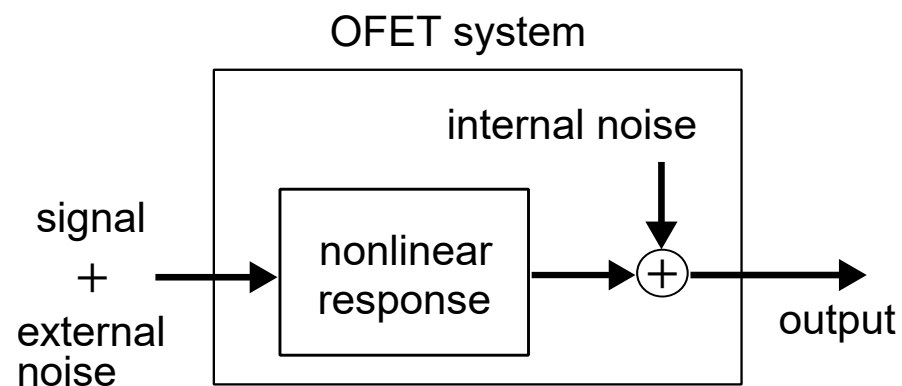 OFET system
internal noise
signal
+
external
noise
nonlinear
response
+
output